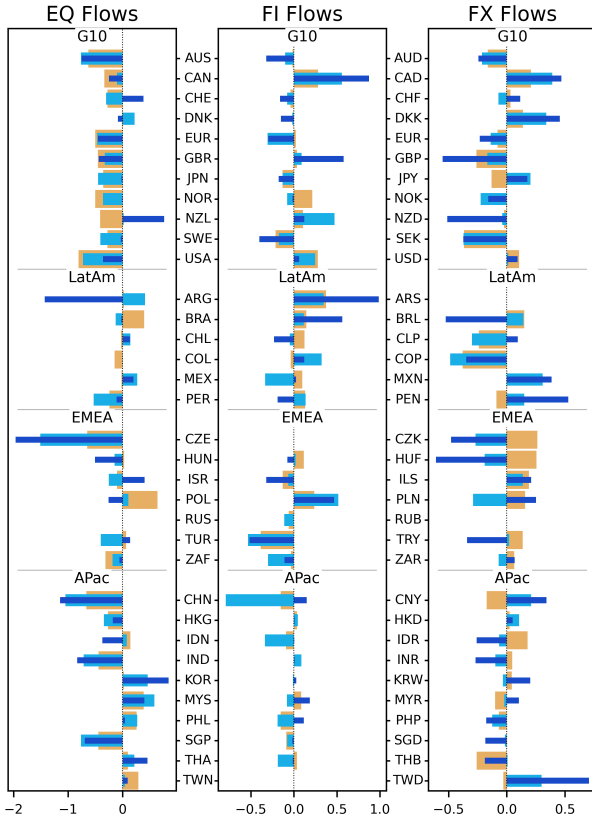 EQ Flows FI Flows FX Flows
G10 G10 G10
AUS AUD
CAN CAD
CHE CHF
DNK DKK
EUR EUR
GBR GBP
JPN JPY
NOR NOK
NZL NZD
SWE SEK
USA USD
LatAm LatAm LatAm
ARG ARS
BRA BRL
CHL CLP
COL COP
MEX MXN
PER PEN
EMEA EMEA EMEA
CZE CZK
HUN HUF
ISR ILS
POL PLN
RUS RUB
TUR TRY
ZAF ZAR
APac APac APac
CHN CNY
HKG HKD
IDN IDR
IND INR
KOR KRW
MYS MYR
PHL PHP
SGP SGD
THA THB
TWN TWD
−2 −1 0 −0.5 0.0 0.5 1.0 −0.5 0.0 0.5